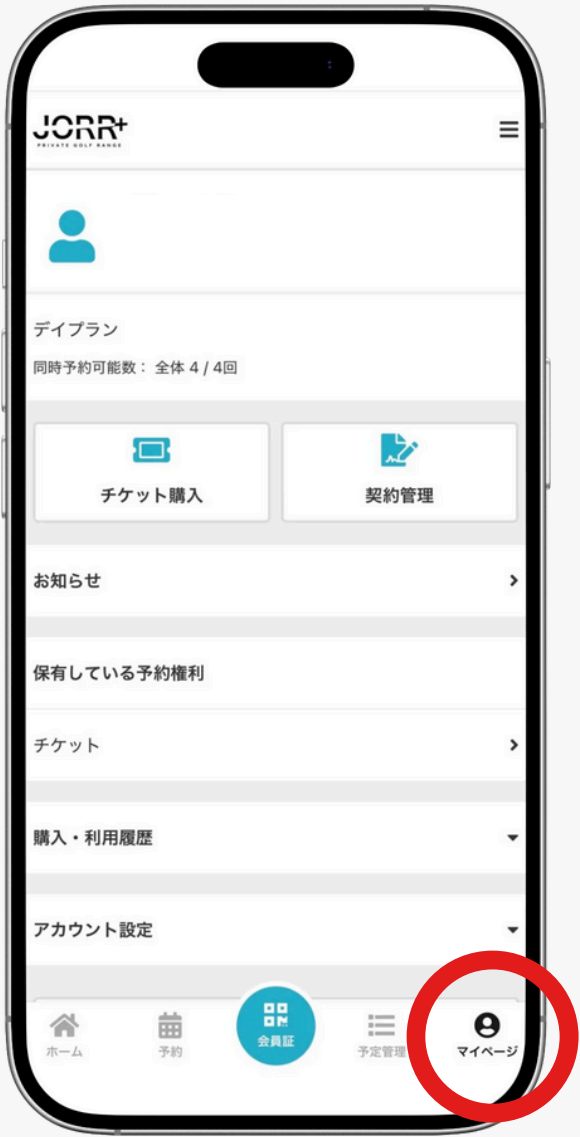 JORR+
PRIVATE GOLF RANGE
デイプラン
同時予約可能数： 全体 4 / 4回
チケット購入
契約管理
お知らせ
保有している予約権利
チケット
購入・利用履歴
アカウント設定
ホーム
予約
会員証
予定管理
マイページ